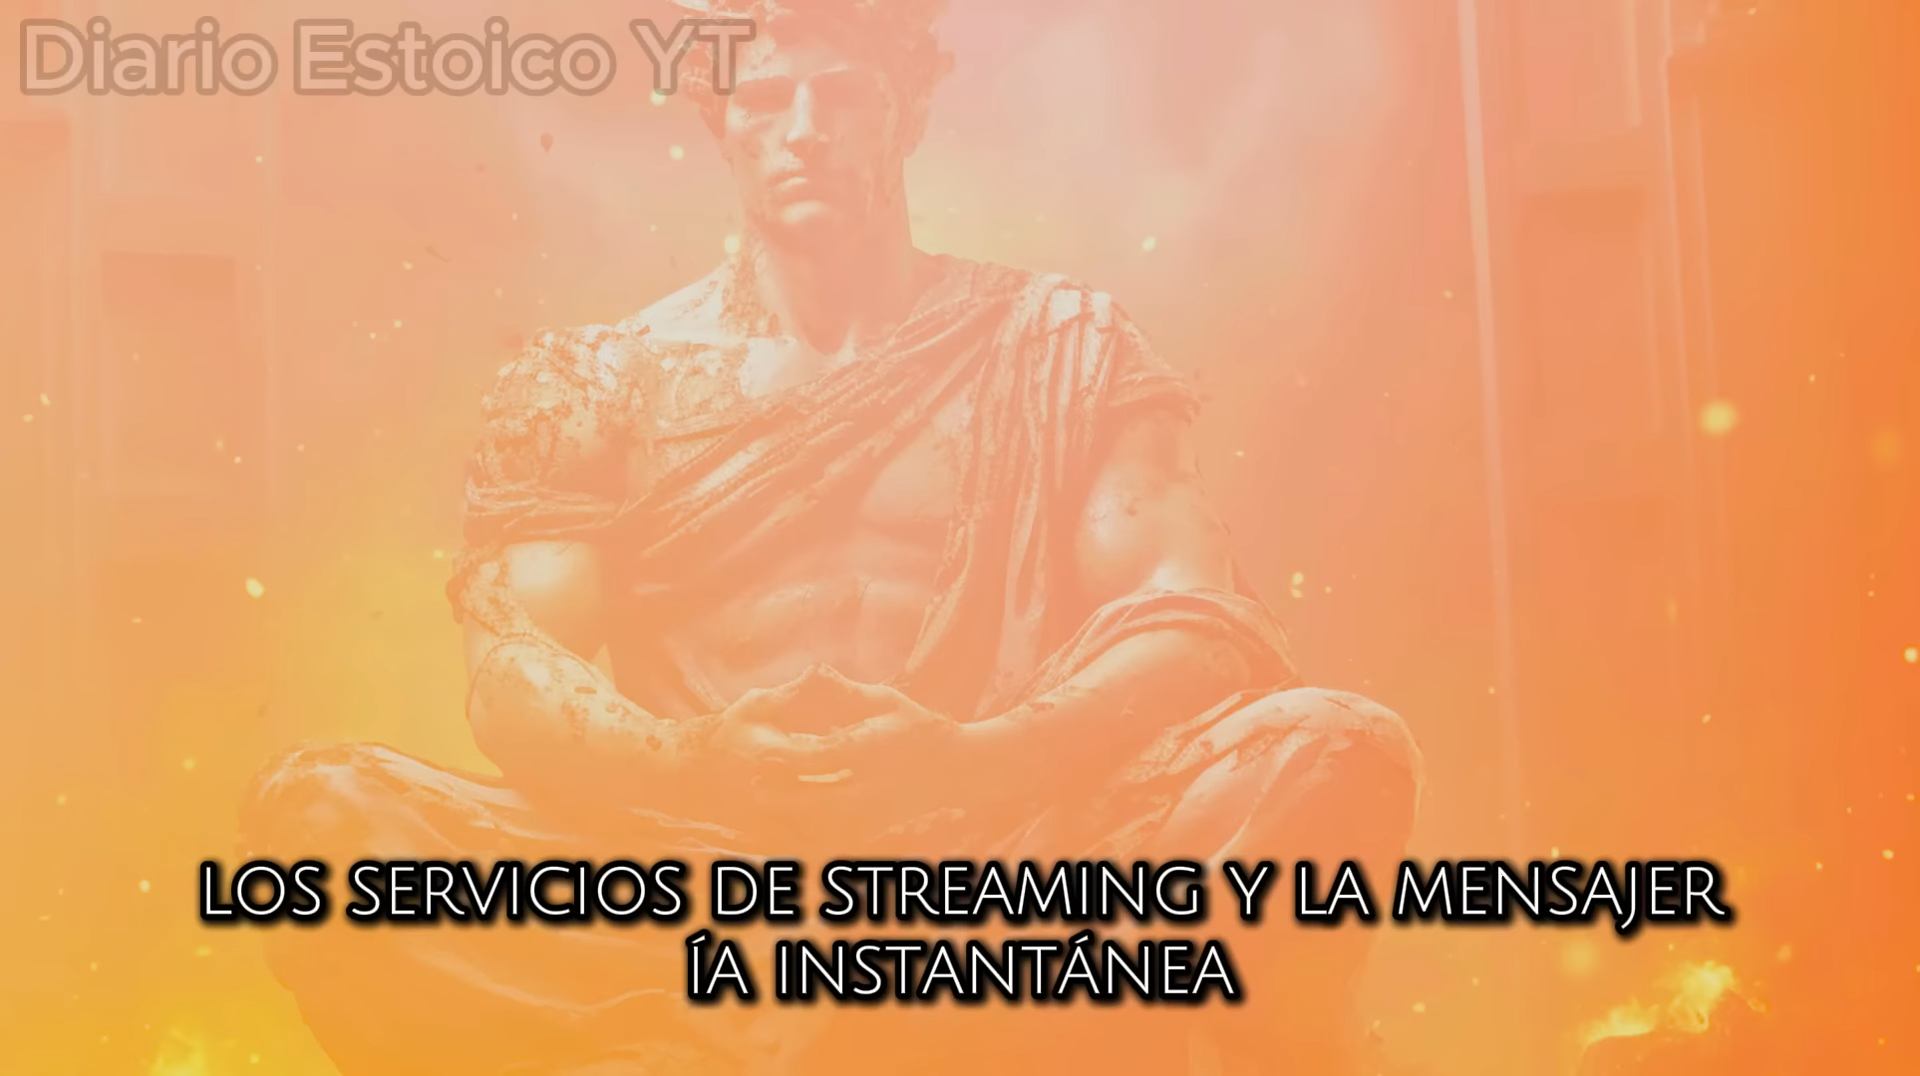 Diario Estoico YT
LOS SERVICIOS DE STREAMING Y LA MENSAJER
ÍA INSTANTÁNEA